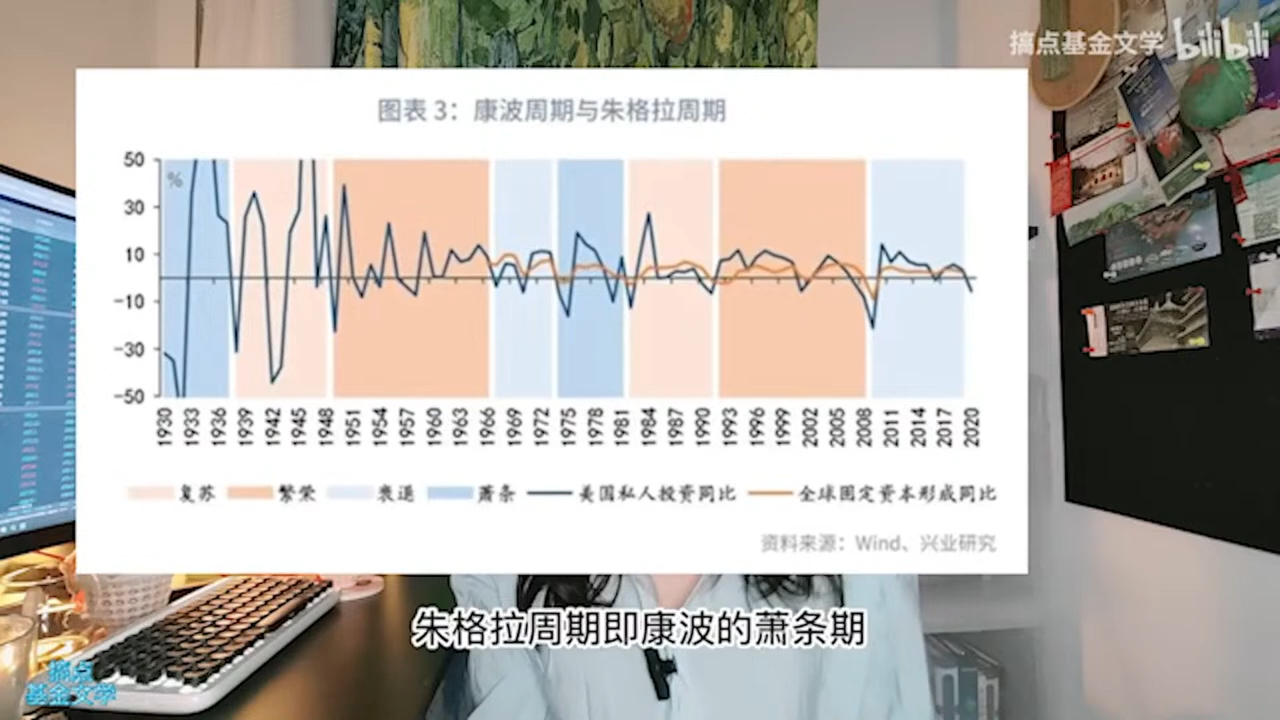 搞点基金文学 bilibili
图表 3：康波周期与朱格拉周期
%
50
30
10
-10
-30
-50
1930 1933 1936 1939 1942 1945 1948 1951 1954 1957 1960 1963 1966 1969 1972 1975 1978 1981 1984 1987 1990 1993 1996 1999 2002 2005 2008 2011 2014 2017 2020
复苏 繁荣 衰退 萧条 美国私人投资同比 全球固定资本形成同比
资料来源：Wind、兴业研究
朱格拉周期即康波的萧条期
搞点
基金文学